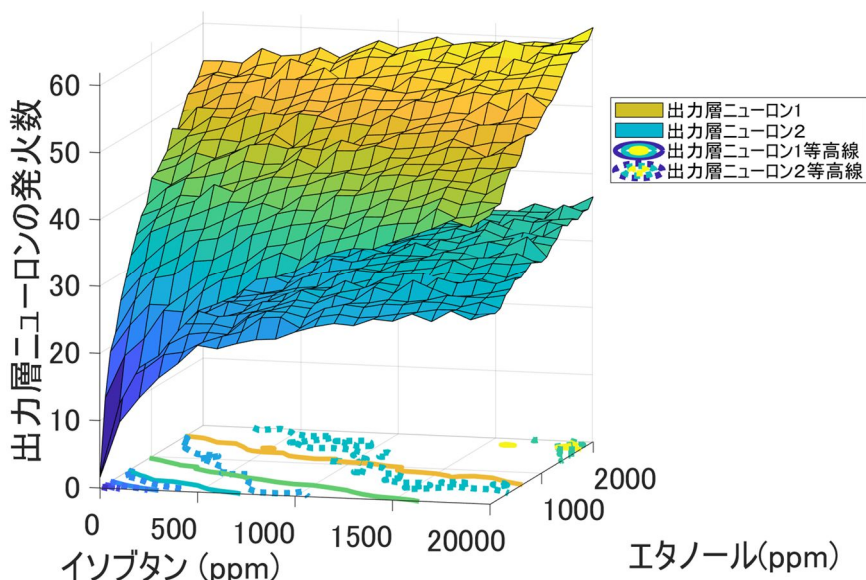 出力層ニューロンの発火数
60
50
40
30
20
10
0
0
500
1000
1500
20000
1000
2000
イソブタン (ppm)
エタノール(ppm)
出力層ニューロン1
出力層ニューロン2
出力層ニューロン1等高線
出力層ニューロン2等高線